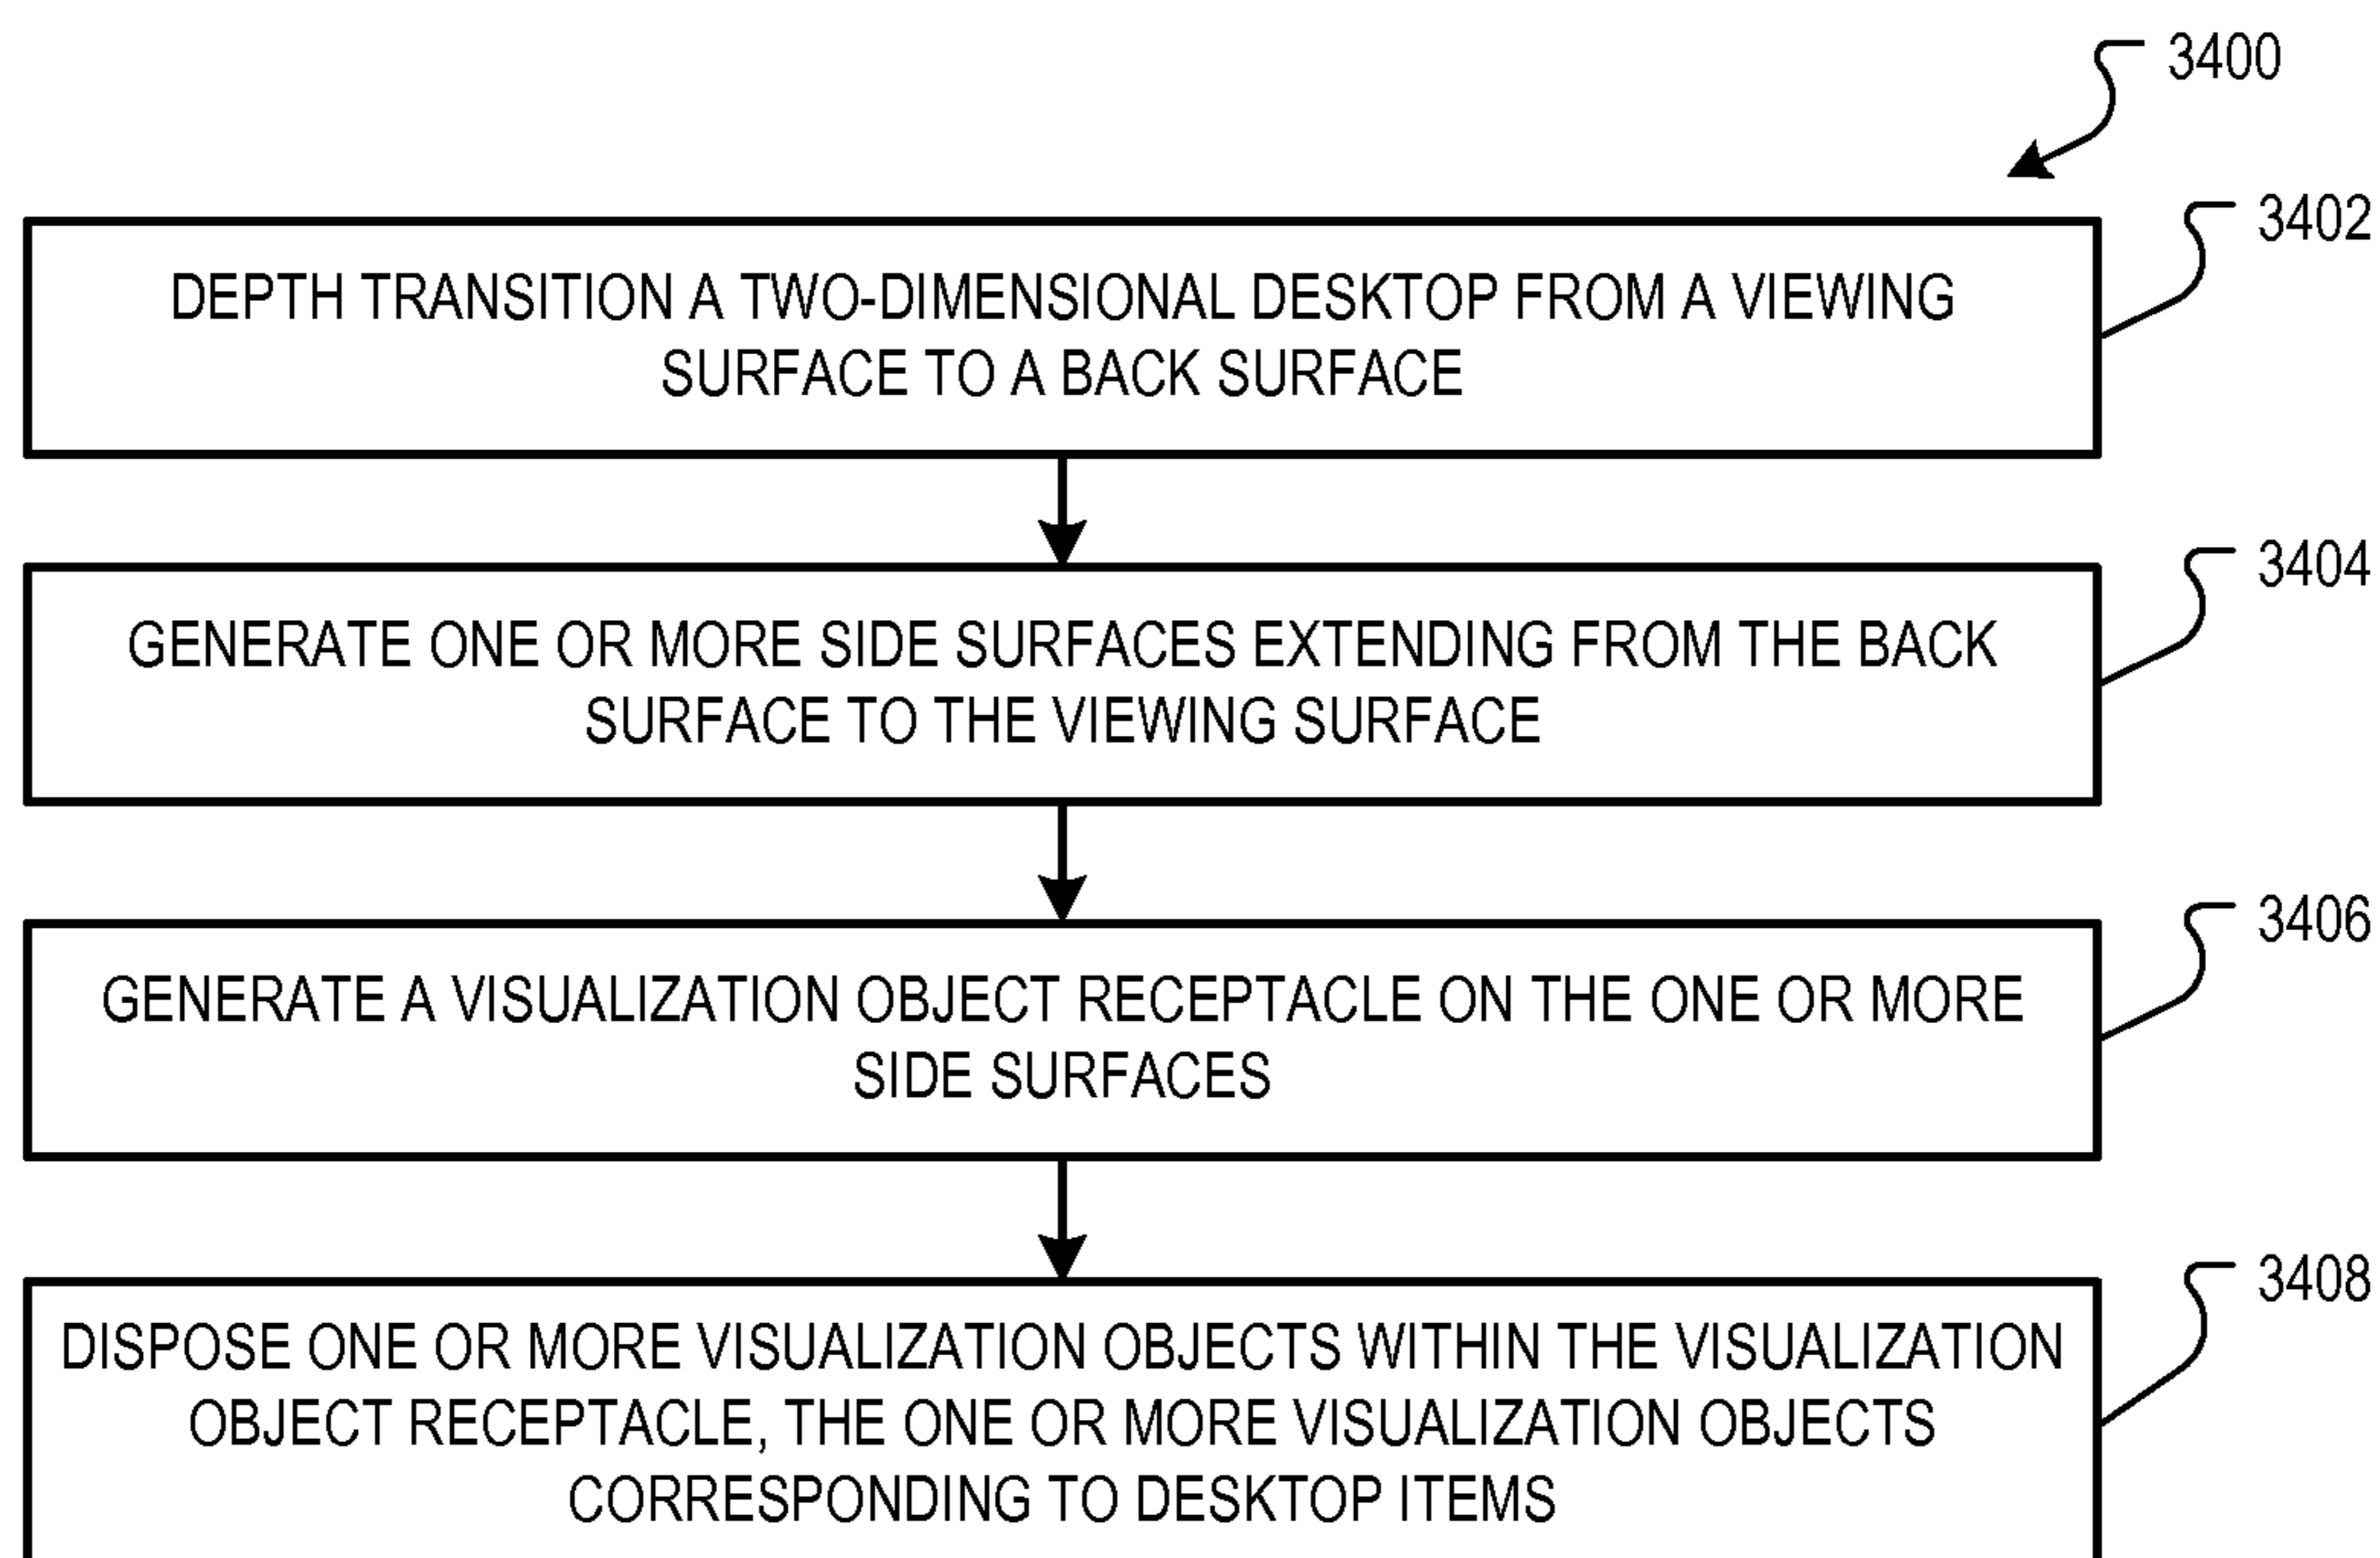 3400
3402
DEPTH TRANSITION A TWO-DIMENSIONAL DESKTOP FROM A VIEWING
SURFACE TO A BACK SURFACE
3404
GENERATE ONE OR MORE SIDE SURFACES EXTENDING FROM THE BACK
SURFACE TO THE VIEWING SURFACE
3406
GENERATE A VISUALIZATION OBJECT RECEPTACLE ON THE ONE OR MORE
SIDE SURFACES
3408
DISPOSE ONE OR MORE VISUALIZATION OBJECTS WITHIN THE VISUALIZATION
OBJECT RECEPTACLE, THE ONE OR MORE VISUALIZATION OBJECTS
CORRESPONDING TO DESKTOP ITEMS